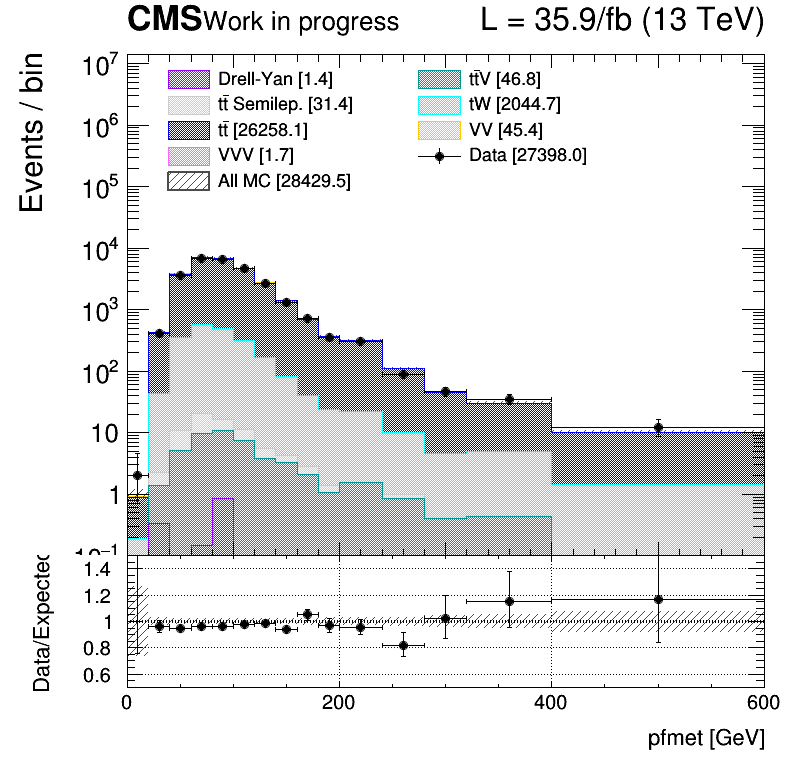 CMS Work in progress L = 35.9/fb (13 TeV)
Events / bin
10⁷
10⁶
10⁵
10⁴
10³
10²
10
1
10⁻¹
Drell-Yan [1.4]
tt̄ Semilep. [31.4]
tt̄ [26258.1]
VVV [1.7]
All MC [28429.5]
tt̄V [46.8]
tW [2044.7]
VV [45.4]
Data [27398.0]
Data/Expected
1.4
1.2
1
0.8
0.6
0 200 400 600
pfmet [GeV]